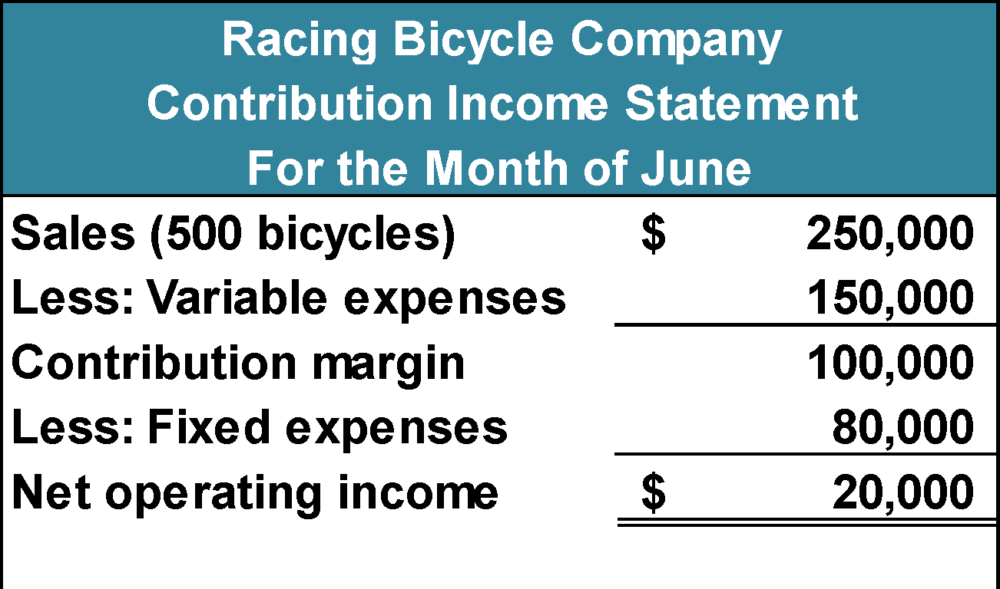 Racing Bicycle Company
Contribution Income Statement
For the Month of June
Sales (500 bicycles) $ 250,000
Less: Variable expenses 150,000
Contribution margin 100,000
Less: Fixed expenses 80,000
Net operating income $ 20,000